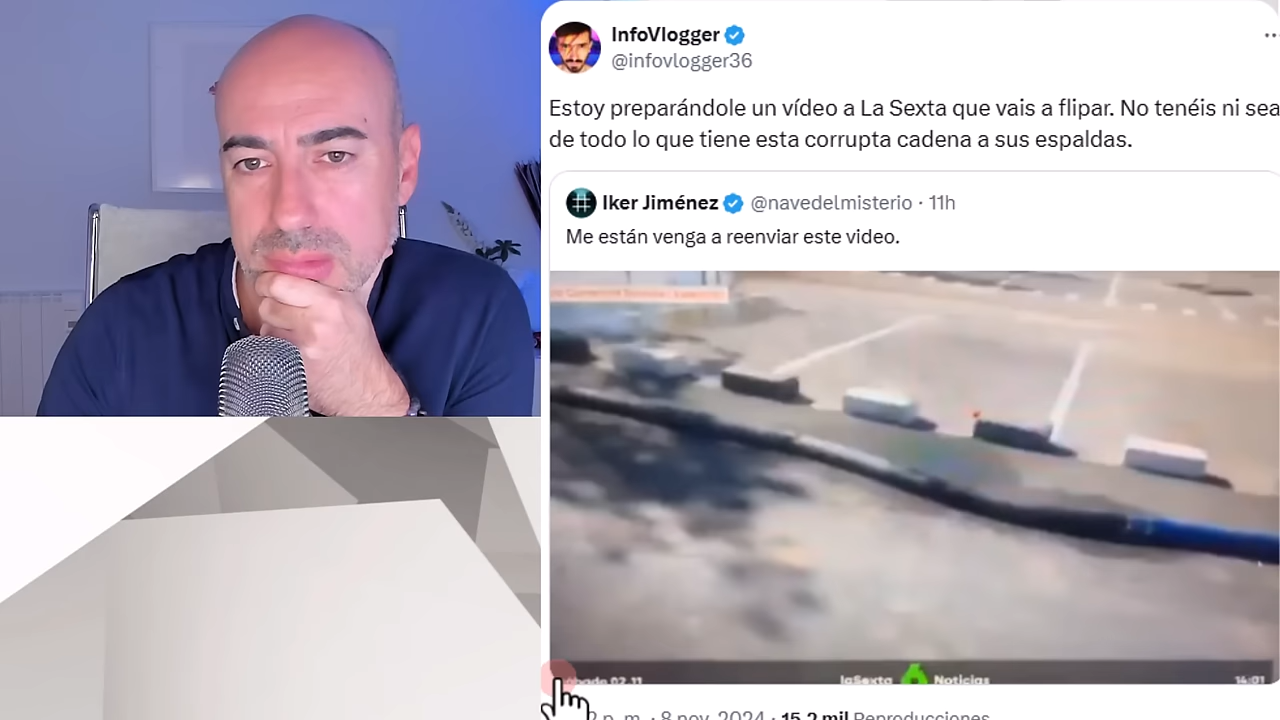 InfoVlogger
@infovlogger36
Estoy preparándole un vídeo a La Sexta que vais a flipar. No tenéis ni sea
de todo lo que tiene esta corrupta cadena a sus espaldas.
Iker Jiménez @navedelmisterio · 11h
Me están venga a reenviar este video.
laSexta Noticias 14:01
p. m. · 8 nov. 2024 · 15,2 mil Reproducciones